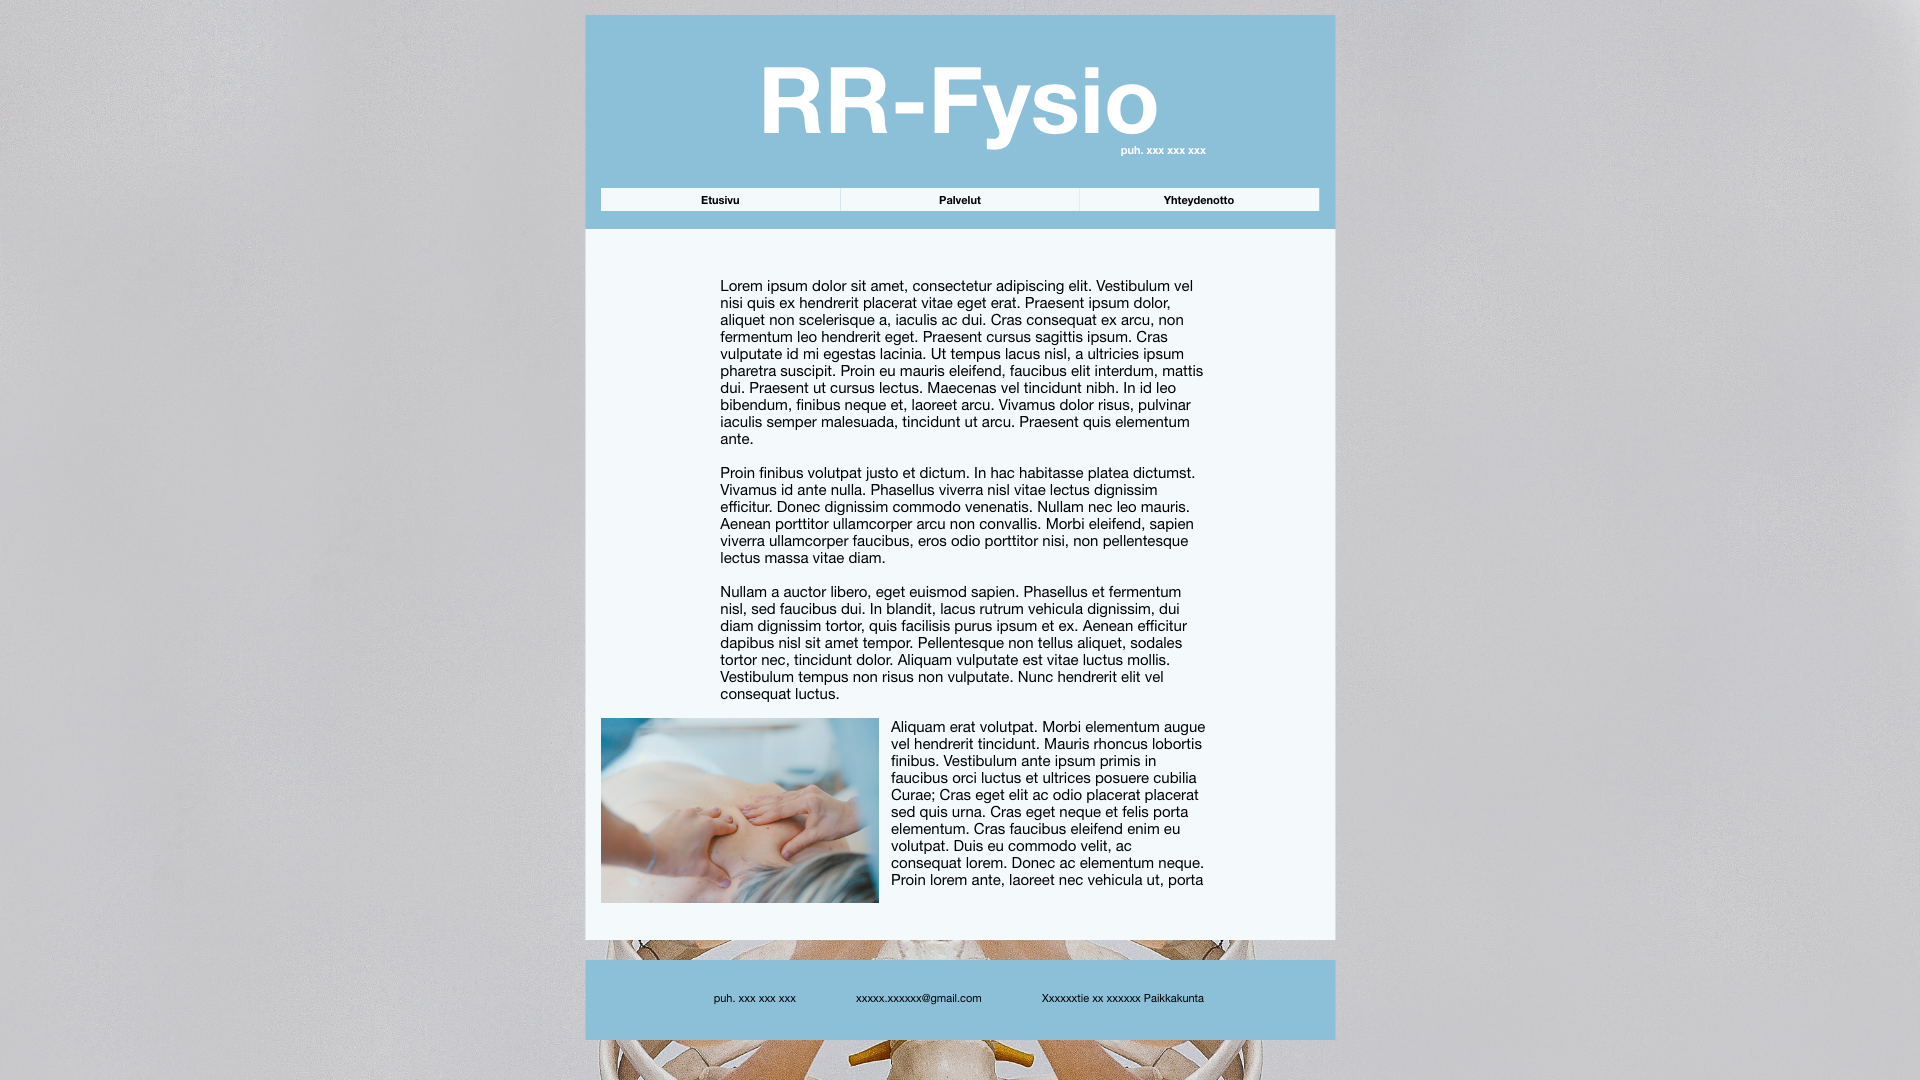 RR-Fysio
puh. xxx xxx xxx
Etusivu
Palvelut
Yhteydenotto
Lorem ipsum dolor sit amet, consectetur adipiscing elit. Vestibulum vel
nisi quis ex hendrerit placerat vitae eget erat. Praesent ipsum dolor,
aliquet non scelerisque a, iaculis ac dui. Cras consequat ex arcu, non
fermentum leo hendrerit eget. Praesent cursus sagittis ipsum. Cras
vulputate id mi egestas lacinia. Ut tempus lacus nisl, a ultricies ipsum
pharetra suscipit. Proin eu mauris eleifend, faucibus elit interdum, mattis
dui. Praesent ut cursus lectus. Maecenas vel tincidunt nibh. In id leo
bibendum, finibus neque et, laoreet arcu. Vivamus dolor risus, pulvinar
iaculis semper malesuada, tincidunt ut arcu. Praesent quis elementum
ante.
Proin finibus volutpat justo et dictum. In hac habitasse platea dictumst.
Vivamus id ante nulla. Phasellus viverra nisl vitae lectus dignissim
efficitur. Donec dignissim commodo venenatis. Nullam nec leo mauris.
Aenean porttitor ullamcorper arcu non convallis. Morbi eleifend, sapien
viverra ullamcorper faucibus, eros odio porttitor nisi, non pellentesque
lectus massa vitae diam.
Nullam a auctor libero, eget euismod sapien. Phasellus et fermentum
nisl, sed faucibus dui. In blandit, lacus rutrum vehicula dignissim, dui
diam dignissim tortor, quis facilisis purus ipsum et ex. Aenean efficitur
dapibus nisl sit amet tempor. Pellentesque non tellus aliquet, sodales
tortor nec, tincidunt dolor. Aliquam vulputate est vitae luctus mollis.
Vestibulum tempus non risus non vulputate. Nunc hendrerit elit vel
consequat luctus.
Aliquam erat volutpat. Morbi elementum augue
vel hendrerit tincidunt. Mauris rhoncus lobortis
finibus. Vestibulum ante ipsum primis in
faucibus orci luctus et ultrices posuere cubilia
Curae; Cras eget elit ac odio placerat placerat
sed quis urna. Cras eget neque et felis porta
elementum. Cras faucibus eleifend enim eu
volutpat. Duis eu commodo velit, ac
consequat lorem. Donec ac elementum neque.
Proin lorem ante, laoreet nec vehicula ut, porta
puh. xxx xxx xxx
xxxxx.xxxxxx@gmail.com
Xxxxxxtie xx xxxxxx Paikkakunta